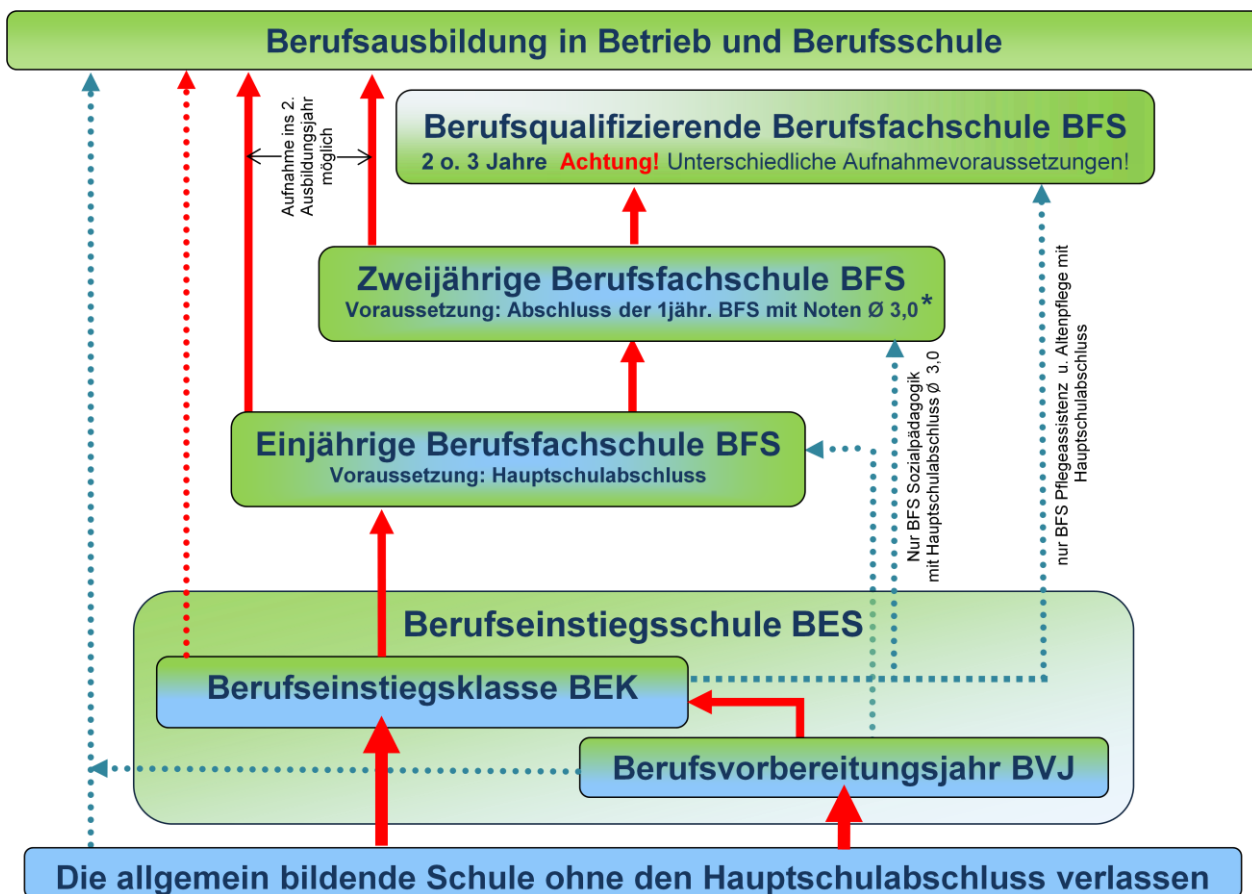 Berufsausbildung in Betrieb und Berufsschule
Aufnahme ins 2.
Ausbildungsjahr
möglich
Berufsqualifizierende Berufsfachschule BFS
2 o. 3 Jahre Achtung! Unterschiedliche Aufnahmevoraussetzungen!
Zweijährige Berufsfachschule BFS
Voraussetzung: Abschluss der 1jähr. BFS mit Noten Ø 3,0*
Einjährige Berufsfachschule BFS
Voraussetzung: Hauptschulabschluss
Nur BFS Sozialpädagogik
mit Hauptschulabschluss Ø 3,0
nur BFS Pflegeassistenz u. Altenpflege mit
Hauptschulabschluss
Berufseinstiegsschule BES
Berufseinstiegsklasse BEK
Berufsvorbereitungsjahr BVJ
Die allgemein bildende Schule ohne den Hauptschulabschluss verlassen